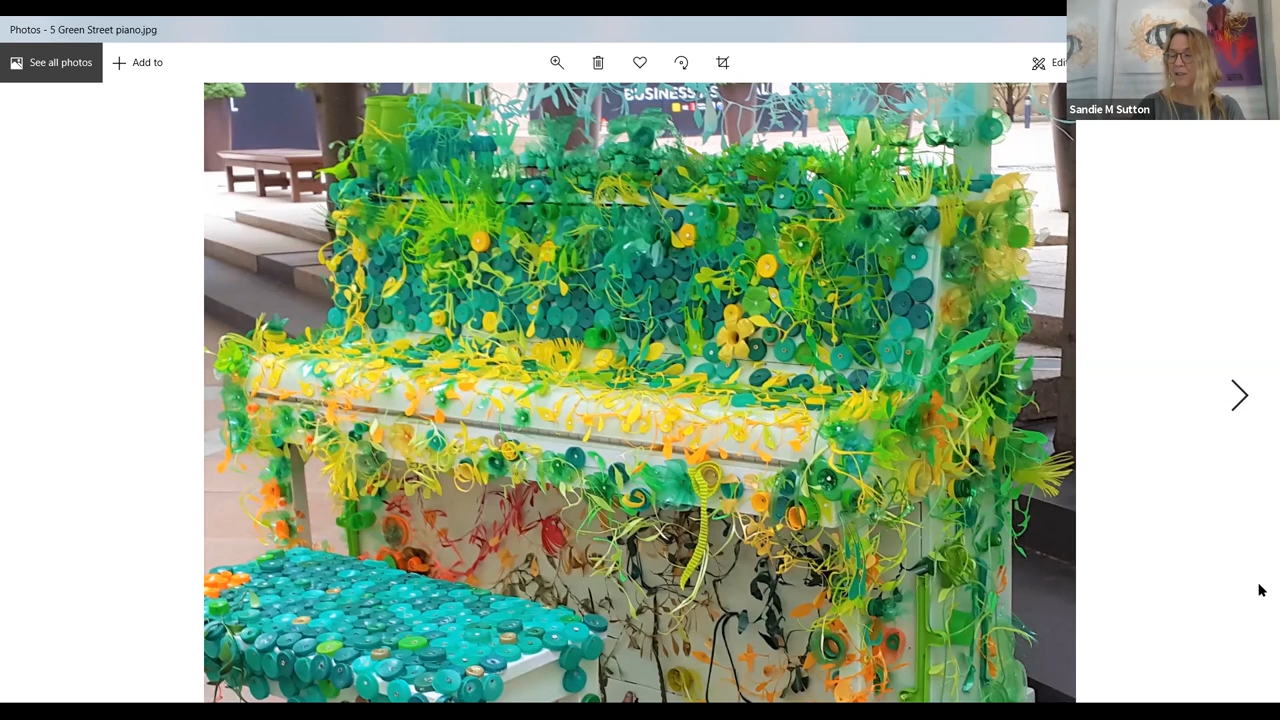 Photos - 5 Green Street piano.jpg
See all photos
Add to
Sandie M Sutton
BUSINESS